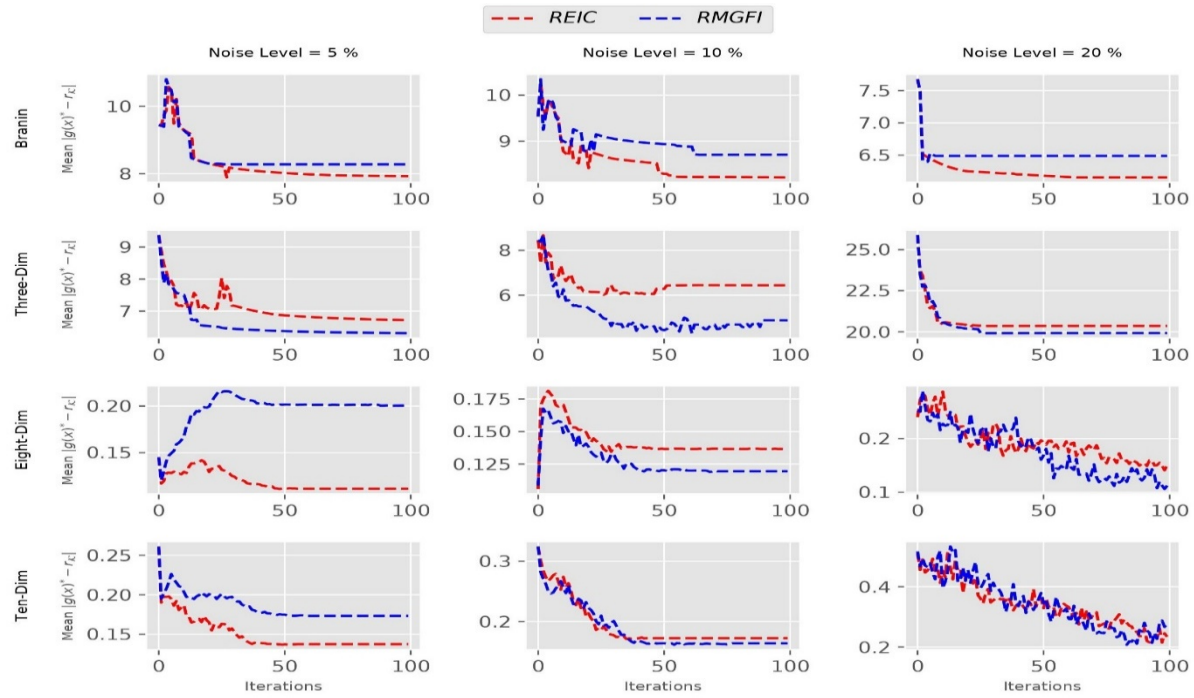 REIC RMGFI
Noise Level = 5 % Noise Level = 10 % Noise Level = 20 %
Branin
Mean |g(x)* − r_𝒦|
10
8
0 50 100
10
9
0 50 100
7.5
7.0
6.5
0 50 100
Three-Dim
Mean |g(x)* − r_𝒦|
9
8
7
0 50 100
8
6
0 50 100
25.0
22.5
20.0
0 50 100
Eight-Dim
Mean |g(x)* − r_𝒦|
0.20
0.15
0 50 100
0.175
0.150
0.125
0 50 100
0.2
0.1
0 50 100
Ten-Dim
Mean |g(x)* − r_𝒦|
0.25
0.20
0.15
0 50 100
0.3
0.2
0 50 100
0.4
0.2
0 50 100
Iterations Iterations Iterations